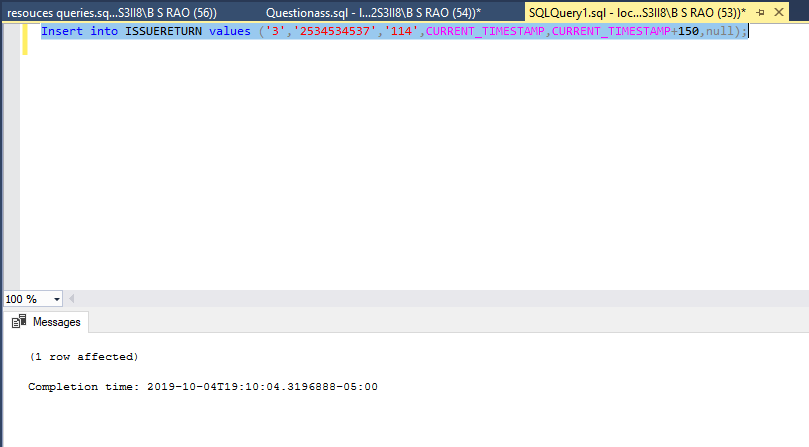 resouces queries.sq...S3II8\B S RAO (56)) Questionass.sql - l...2S3II8\B S RAO (54))* SQLQuery1.sql - loc...S3II8\B S RAO (53))*
Insert into ISSUERETURN values ('3','2534534537','114',CURRENT_TIMESTAMP,CURRENT_TIMESTAMP+150,null);
100 %
Messages
(1 row affected)
Completion time: 2019-10-04T19:10:04.3196888-05:00